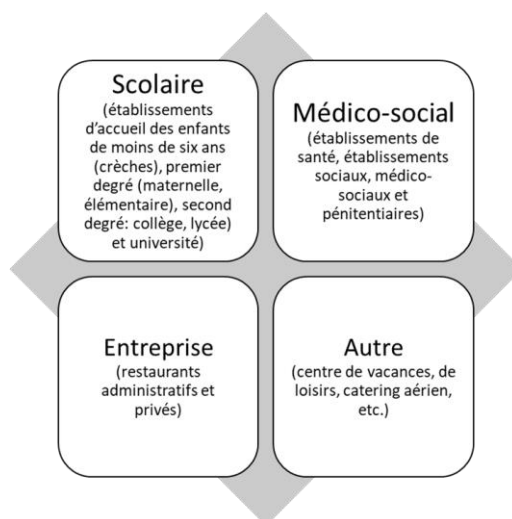 Scolaire
(établissements
d'accueil des enfants
de moins de six ans
(crèches), premier
degré (maternelle,
élémentaire), second
degré: collège, lycée)
et université)
Médico-social
(établissements de
santé, établissements
sociaux, médico-
sociaux et
pénitentiaires)
Entreprise
(restaurants
administratifs et
privés)
Autre
(centre de vacances, de
loisirs, catering aérien,
etc.)